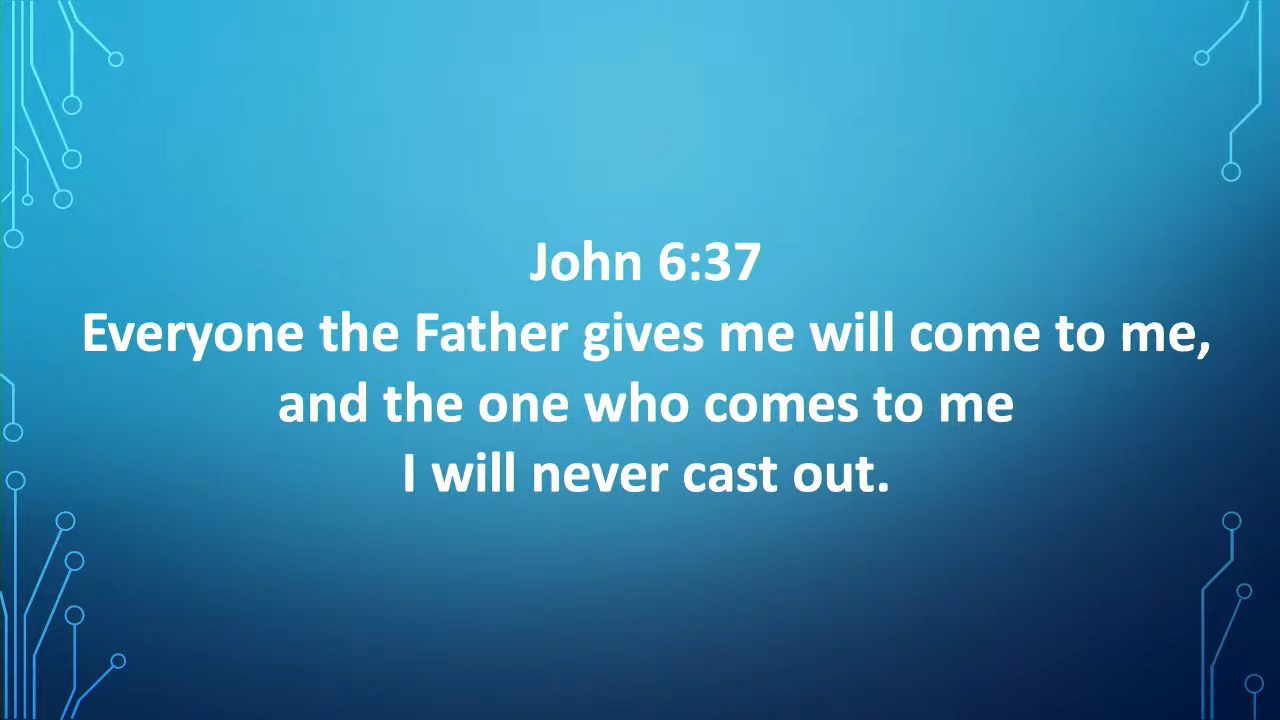 John 6:37
Everyone the Father gives me will come to me,
and the one who comes to me
I will never cast out.